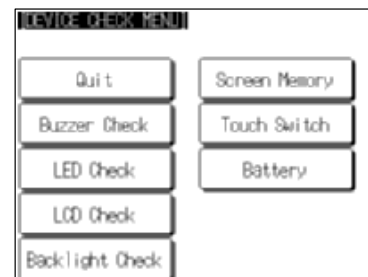 [DEVICE CHECK MENU]
Quit
Screen Memory
Buzzer Check
Touch Switch
LED Check
Battery
LCD Check
Backlight Check